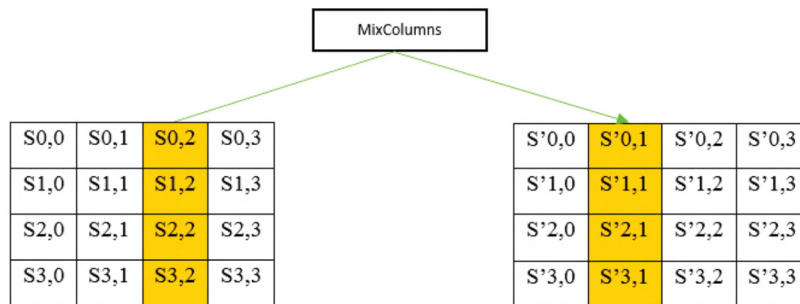 MixColumns
S0,0 S0,1 S0,2 S0,3 S’0,0 S’0,1 S’0,2 S’0,3
S1,0 S1,1 S1,2 S1,3 S’1,0 S’1,1 S’1,2 S’1,3
S2,0 S2,1 S2,2 S2,3 S’2,0 S’2,1 S’2,2 S’2,3
S3,0 S3,1 S3,2 S3,3 S’3,0 S’3,1 S’3,2 S’3,3